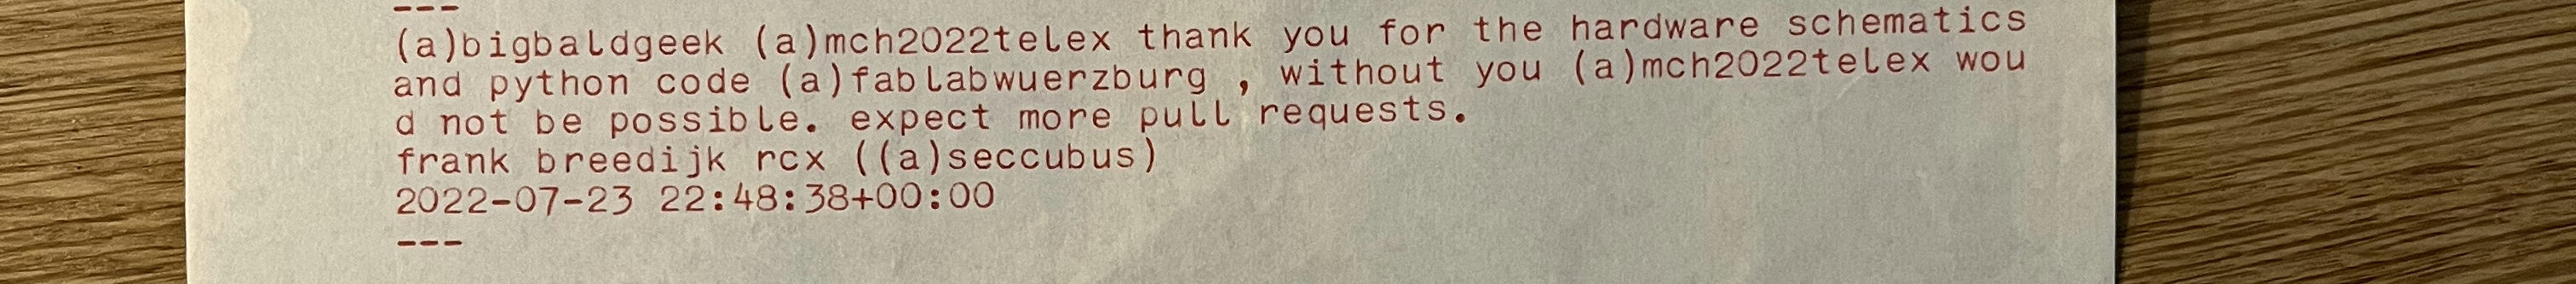 ---
(a)bigbaldgeek (a)mch2022telex thank you for the hardware schematics
and python code (a)fablabwuerzburg , without you (a)mch2022telex wou
d not be possible. expect more pull requests.
frank breedijk rcx ((a)seccubus)
2022-07-23 22:48:38+00:00
---